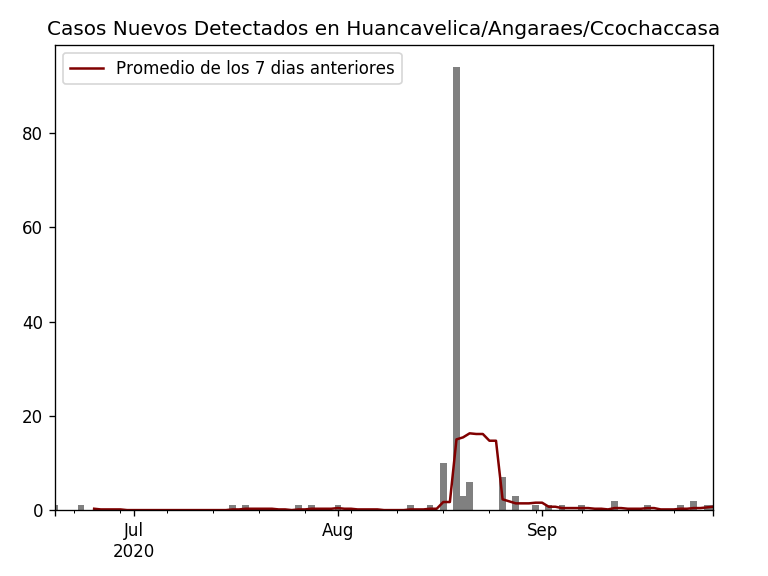 Casos Nuevos Detectados en Huancavelica/Angaraes/Ccochaccasa
Promedio de los 7 dias anteriores
80
60
40
20
0
Jul
2020
Aug
Sep